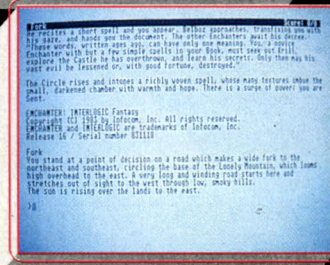 Fork Score: 0/0
he recites a short spell and you appear. Belboz approaches, transfixing you with
his gaze, and hands you the document. The other Enchanters await his decree.
"These words, written ages ago, can have only one meaning. You, a novice
Enchanter with but a few simple spells in your Book, must seek out Krill,
explore the Castle he has overthrown, and learn his secrets. Only then may his
vast evil be lessened or, with good fortune, destroyed."
The Circle rises and intones a richly woven spell, whose many textures imbue the
small, darkened chamber with warmth and hope. There is a surge of power; you are
Sent.
ENCHANTER: INTERLOGIC Fantasy
Copyright (C) 1983 by Infocom, Inc. All rights reserved.
ENCHANTER and INTERLOGIC are trademarks of Infocom, Inc.
Release 16 / Serial number 831118
Fork
You stand at a point of decision on a road which makes a wide fork to the
northeast and southeast, circling the base of the Lonely Mountain, which looms
high overhead to the east. A very long and winding road starts here and
stretches out of sight to the west through low, smoky hills.
The sun is rising over the lands to the east.
>